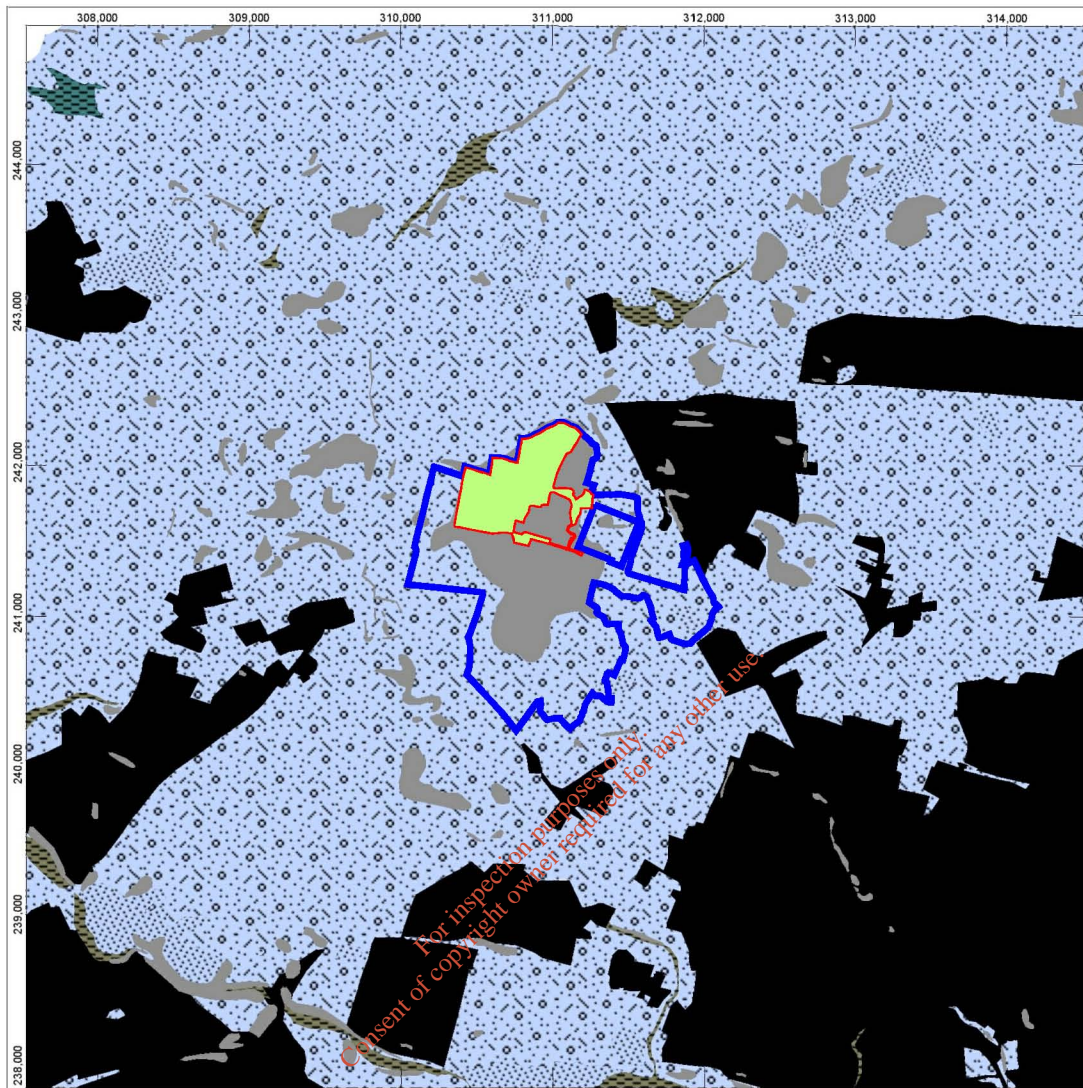 308,000 309,000 310,000 311,000 312,000 313,000 314,000
244,000
243,000
242,000
241,000
240,000
239,000
238,000
For inspection purposes only.
Consent of copyright owner required for any other use.